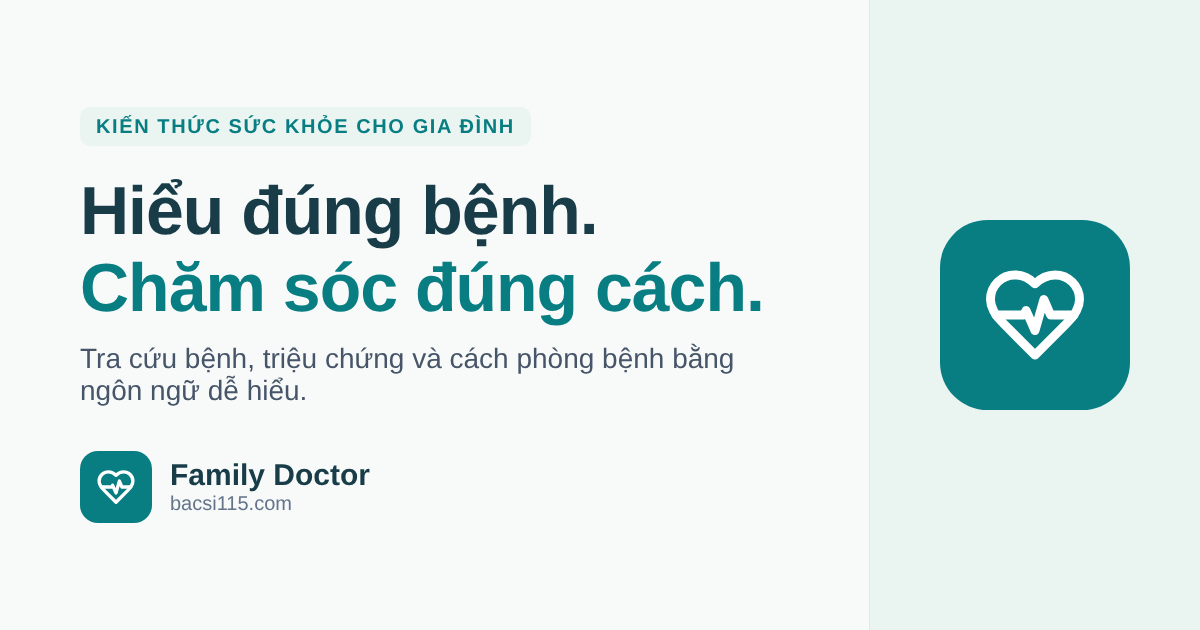 KIẾN THỨC SỨC KHỎE CHO GIA ĐÌNH
Hiểu đúng bệnh.
Chăm sóc đúng cách.
Tra cứu bệnh, triệu chứng và cách phòng bệnh bằng
ngôn ngữ dễ hiểu.
Family Doctor
bacsi115.com